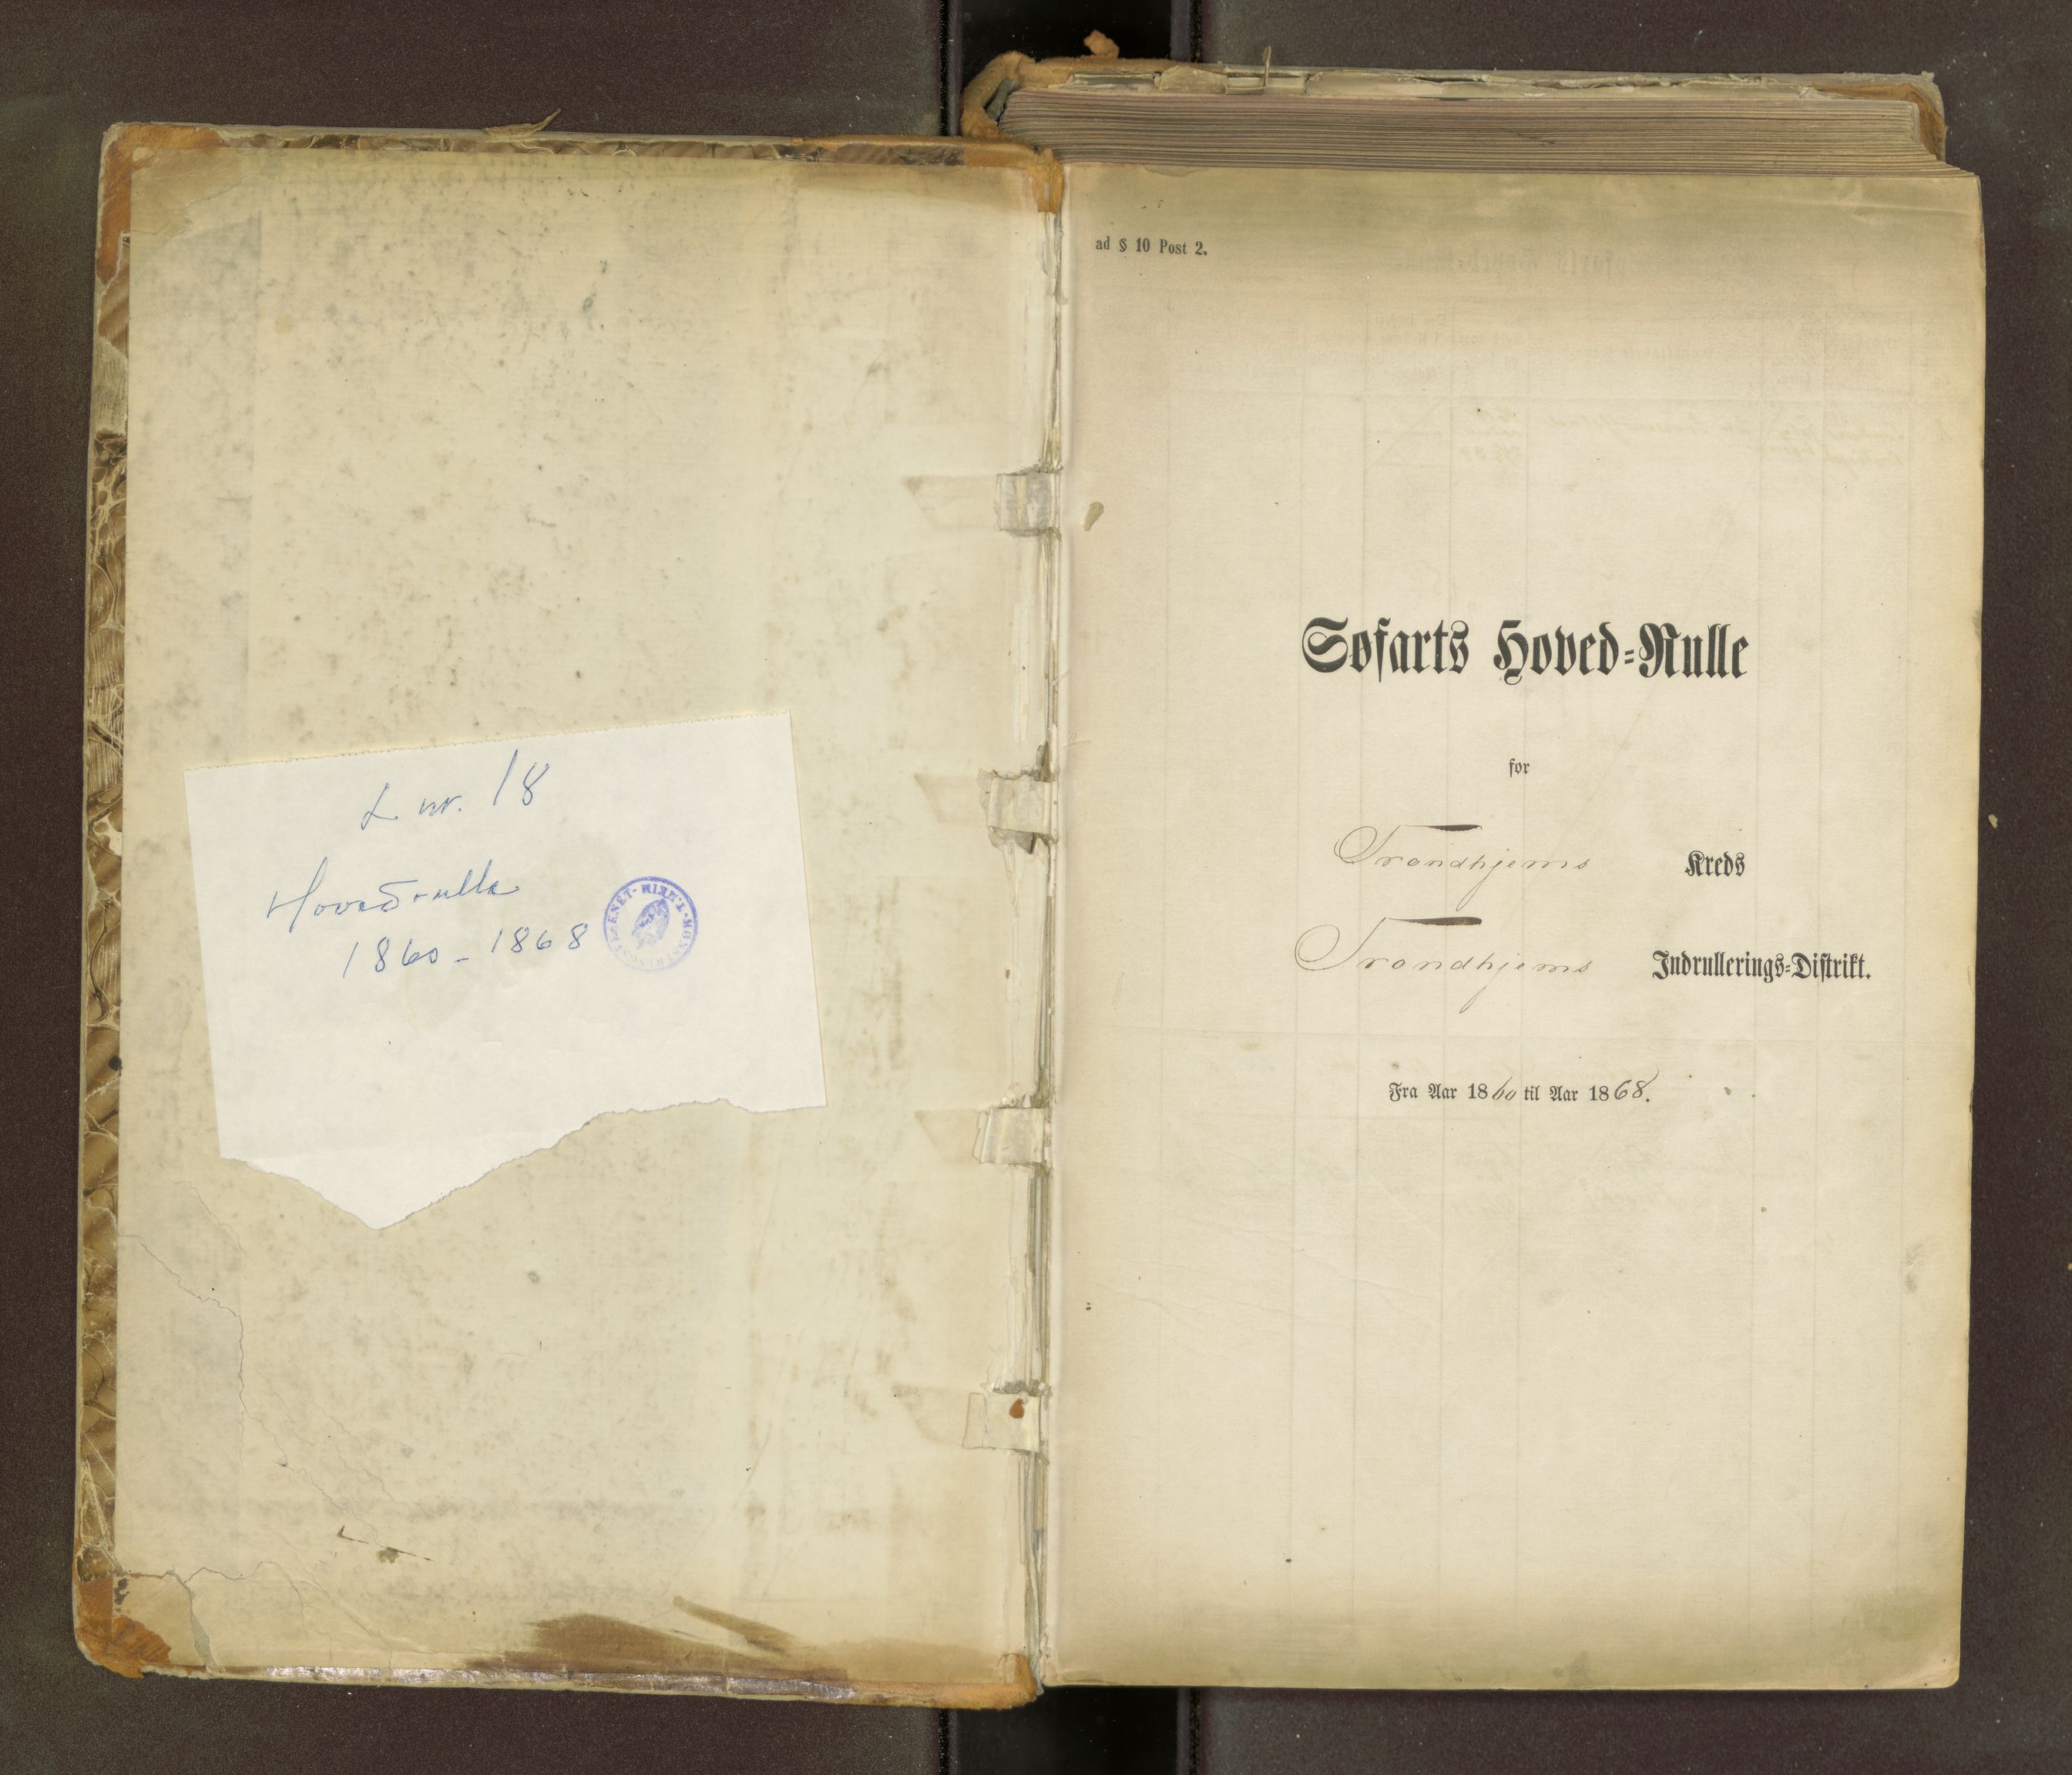 L nr. 18
Hovedrulle
1860 - 1868
ad § 10 Post 2.
Søfarts Hoved-Rulle
for
Trondhjems Kreds
Trondhjems Indrullerings-Distrikt.
Fra Aar 1860 til Aar 1868.